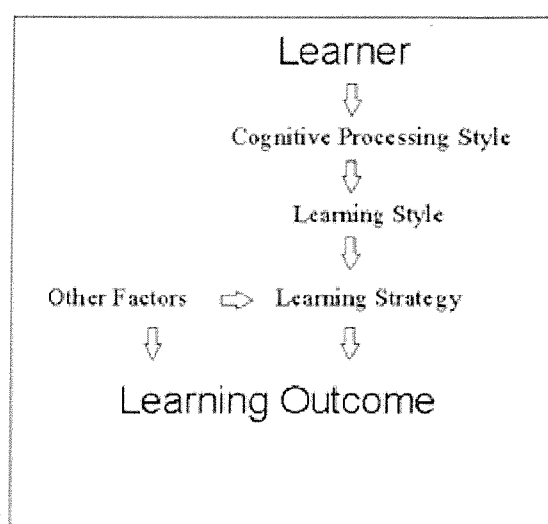 Learner
Cognitive Processing Style
Learning Style
Other Factors Learning Strategy
Learning Outcome